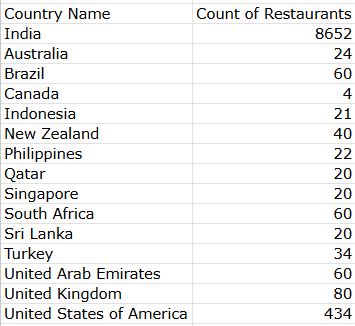 Country Name Count of Restaurants
India 8652
Australia 24
Brazil 60
Canada 4
Indonesia 21
New Zealand 40
Philippines 22
Qatar 20
Singapore 20
South Africa 60
Sri Lanka 20
Turkey 34
United Arab Emirates 60
United Kingdom 80
United States of America 434